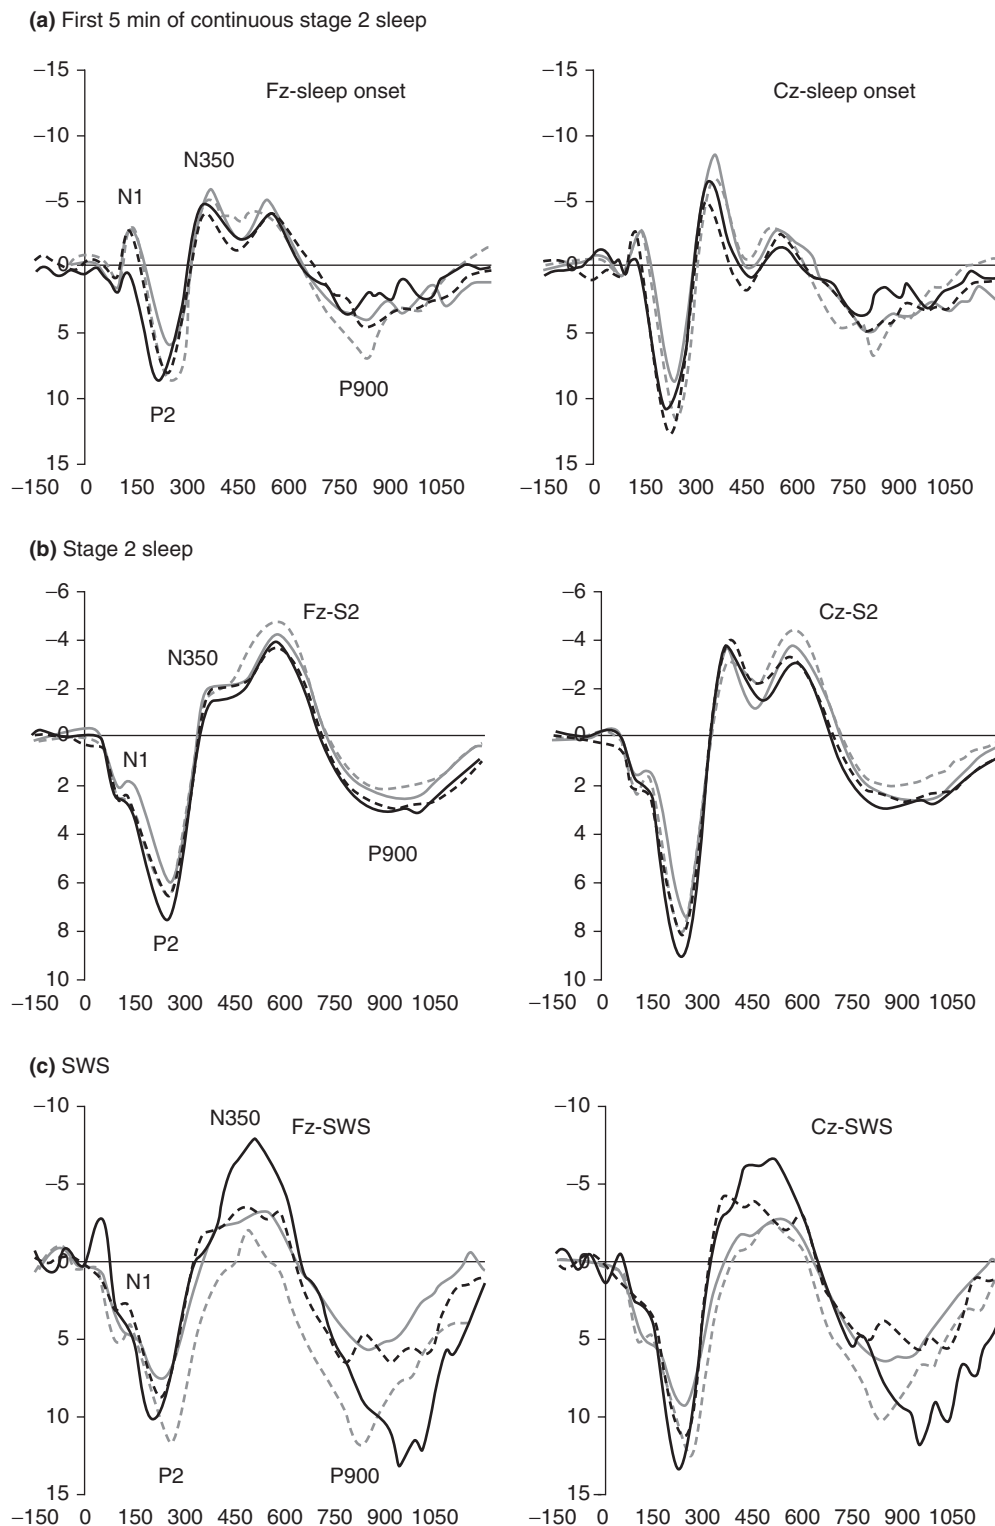 (a) First 5 min of continuous stage 2 sleep
Fz-sleep onset
−15
−10
−5
0
5
10
15
N1
N350
P2
P900
−150 0 150 300 450 600 750 900 1050
Cz-sleep onset
−15
−10
−5
0
5
10
15
−150 0 150 300 450 600 750 900 1050
(b) Stage 2 sleep
Fz-S2
−6
−4
−2
0
2
4
6
8
10
N350
N1
P2
P900
−150 0 150 300 450 600 750 900 1050
Cz-S2
−6
−4
−2
0
2
4
6
8
10
−150 0 150 300 450 600 750 900 1050
(c) SWS
Fz-SWS
−10
−5
0
5
10
15
N350
N1
P2
P900
−150 0 150 300 450 600 750 900 1050
Cz-SWS
−10
−5
0
5
10
15
−150 0 150 300 450 600 750 900 1050